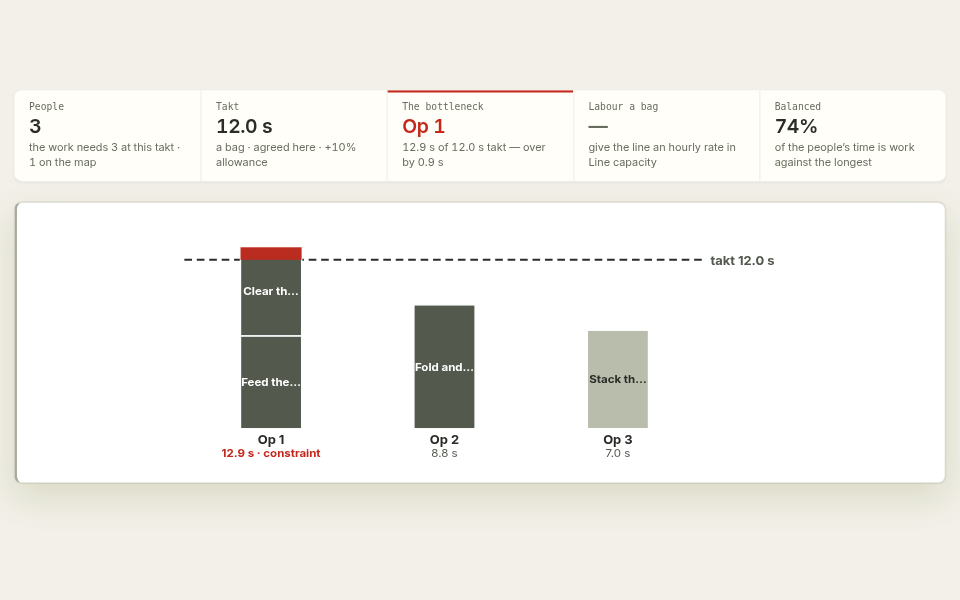 People
3
the work needs 3 at this takt ·
1 on the map
Takt
12.0 s
a bag · agreed here · +10%
allowance
The bottleneck
Op 1
12.9 s of 12.0 s takt — over
by 0.9 s
Labour a bag
—
give the line an hourly rate in
Line capacity
Balanced
74%
of the people’s time is work
against the longest
takt 12.0 s
Clear th…
Feed the…
Fold and…
Stack th…
Op 1
12.9 s · constraint
Op 2
8.8 s
Op 3
7.0 s